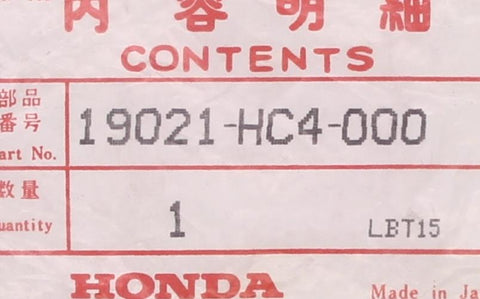 内容明細
CONTENTS
部品
番号
art No.
19021-HC4-000
数量
uantity
1
LBT15
HONDA
Made in Ja